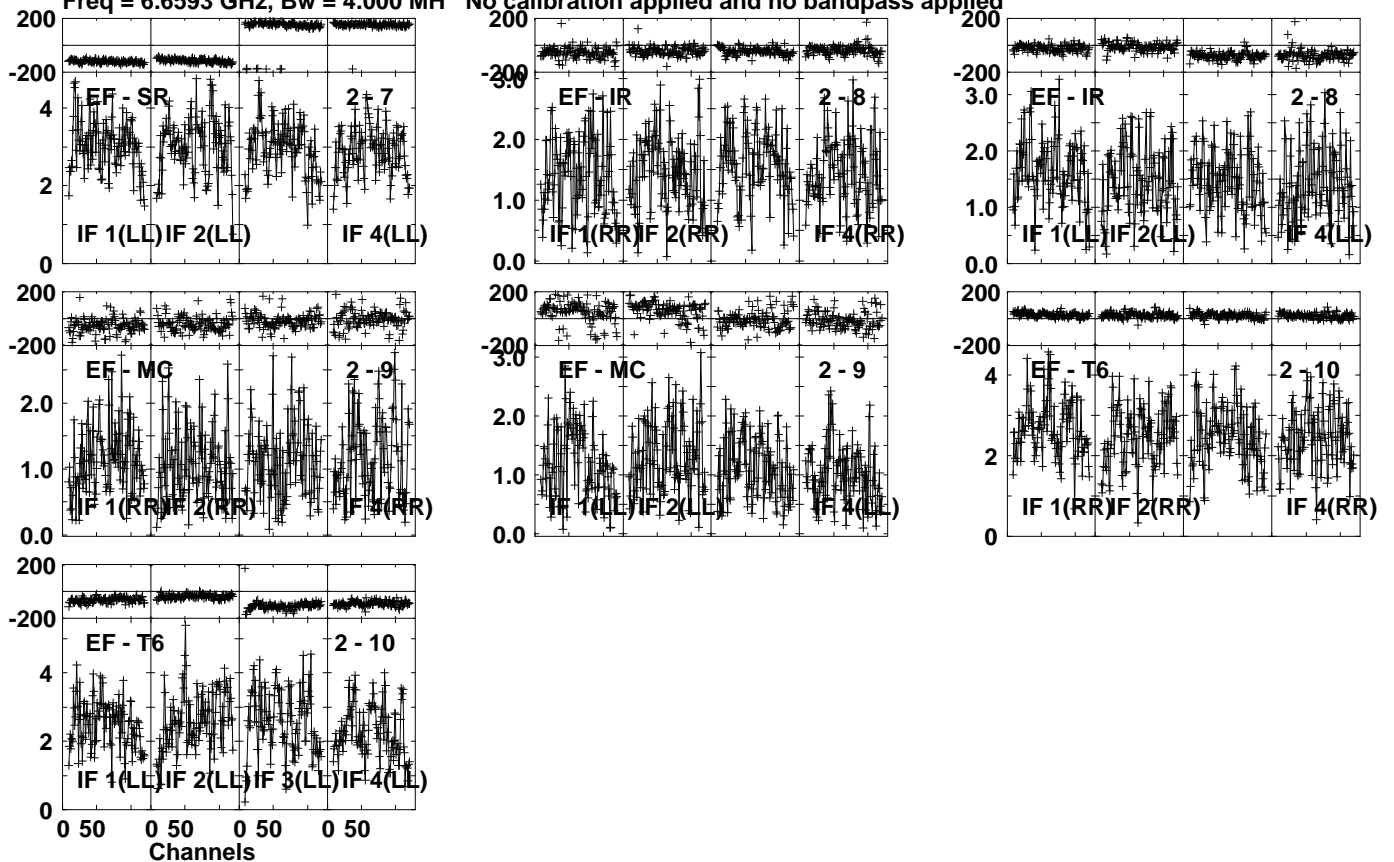 Freq = 6.6593 GHz, Bw = 4.000 MH No calibration applied and no bandpass applied
200
-200
EF - SR 2 - 7
4
2
0
IF 1(LL) IF 2(LL) IF 4(LL)
200
-200
EF - IR 2 - 8
3.0
2.0
1.0
0.0
IF 1(RR) IF 2(RR) IF 4(RR)
200
-200
EF - IR 2 - 8
3.0
2.0
1.0
0.0
IF 1(LL) IF 2(LL) IF 4(LL)
200
-200
EF - MC 2 - 9
2.0
1.0
0.0
IF 1(RR) IF 2(RR) IF 4(RR)
200
-200
EF - MC 2 - 9
3.0
2.0
1.0
0.0
IF 1(LL) IF 2(LL) IF 4(LL)
200
-200
EF - T6 2 - 10
4
2
0
IF 1(RR) IF 2(RR) IF 4(RR)
200
-200
EF - T6 2 - 10
4
2
0
IF 1(LL) IF 2(LL) IF 3(LL) IF 4(LL)
0 50 0 50 0 50 0 50
Channels